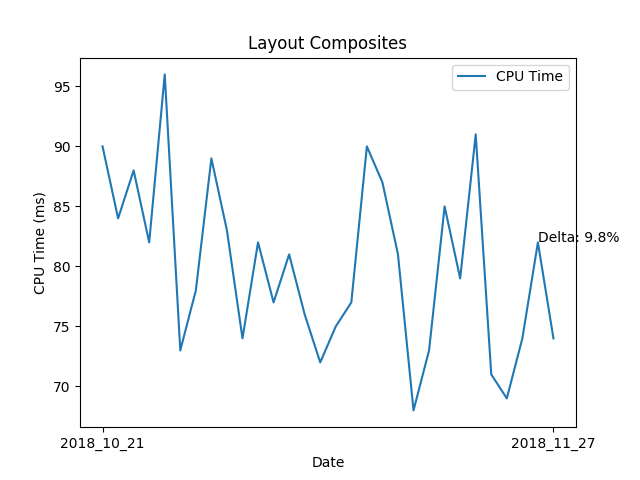 Layout Composites
CPU Time
95
90
85
80
75
70
CPU Time (ms)
Delta: 9.8%
2018_10_21
2018_11_27
Date